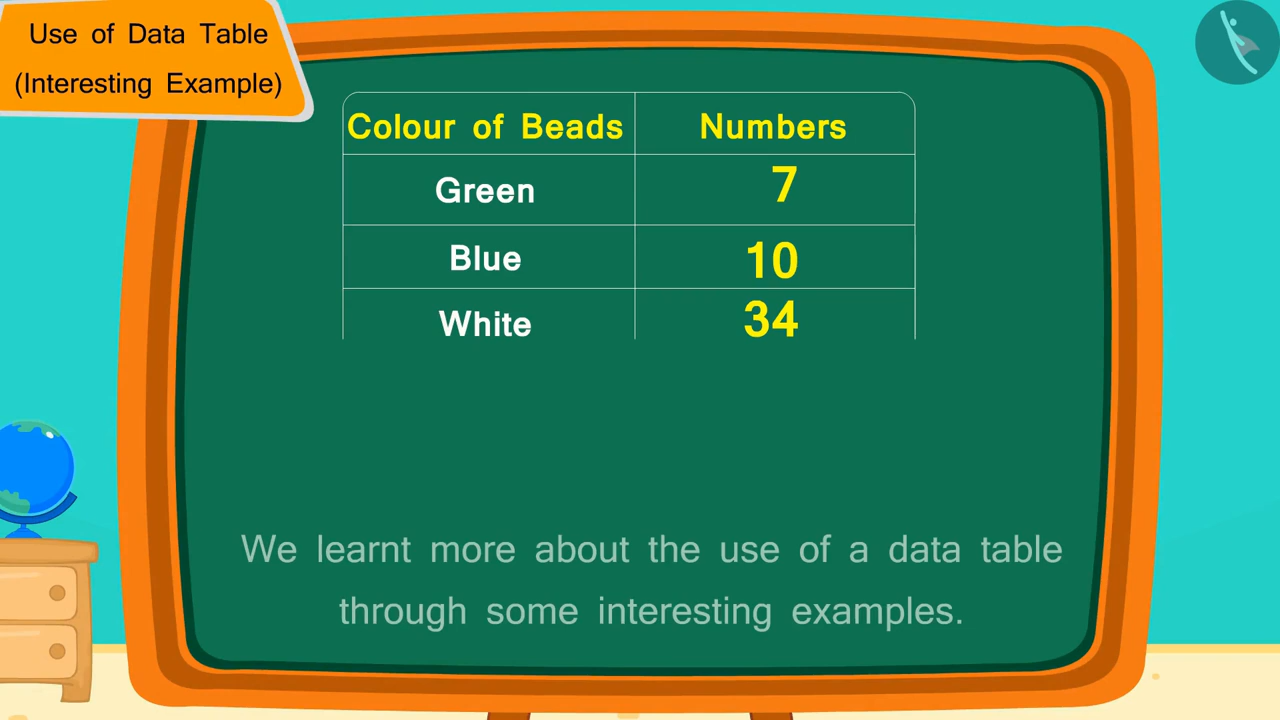 Use of Data Table
(Interesting Example)
Colour of Beads Numbers
Green 7
Blue 10
White 34
We learnt more about the use of a data table
through some interesting examples.